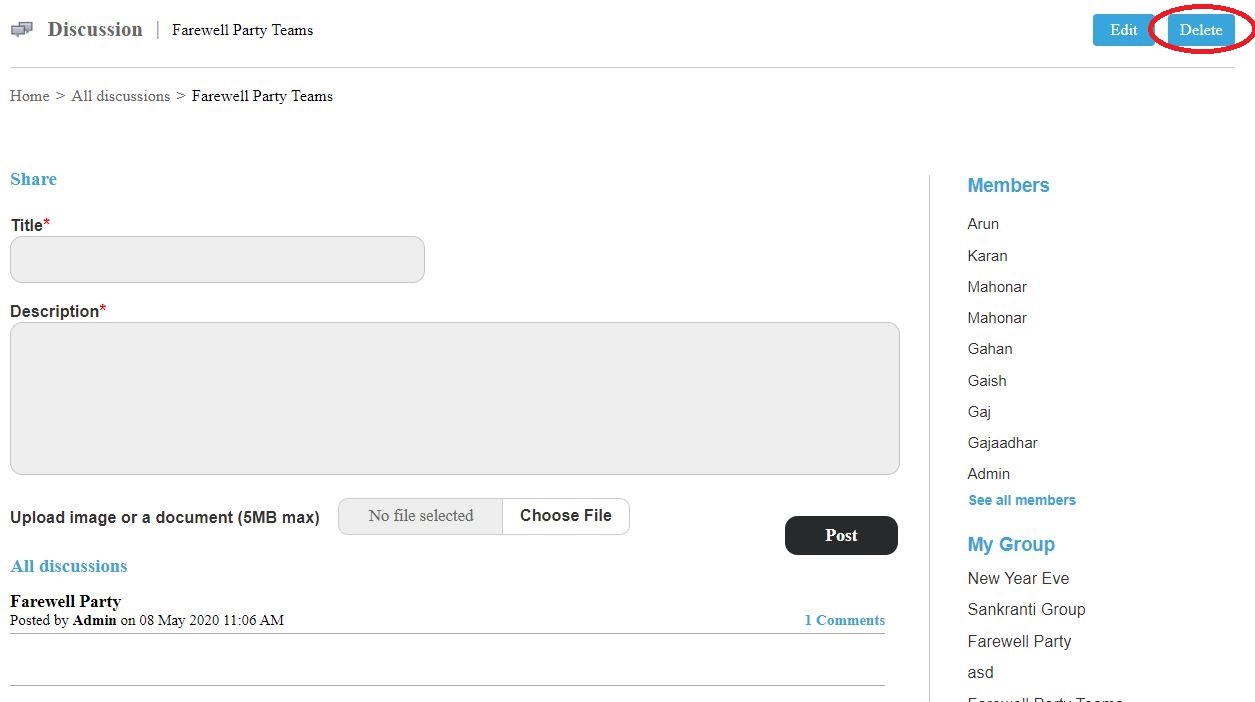 Discussion | Farewell Party Teams
Edit
Delete
Home > All discussions > Farewell Party Teams
Share
Title*
Description*
Upload image or a document (5MB max)
No file selected
Choose File
Post
All discussions
Farewell Party
Posted by Admin on 08 May 2020 11:06 AM
1 Comments
Members
Arun
Karan
Mahonar
Mahonar
Gahan
Gaish
Gaj
Gajaadhar
Admin
See all members
My Group
New Year Eve
Sankranti Group
Farewell Party
asd
Farewell Party Teams